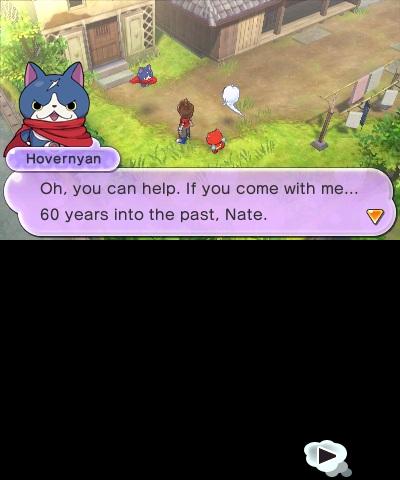 Hovernyan
Oh, you can help. If you come with me...
60 years into the past, Nate.